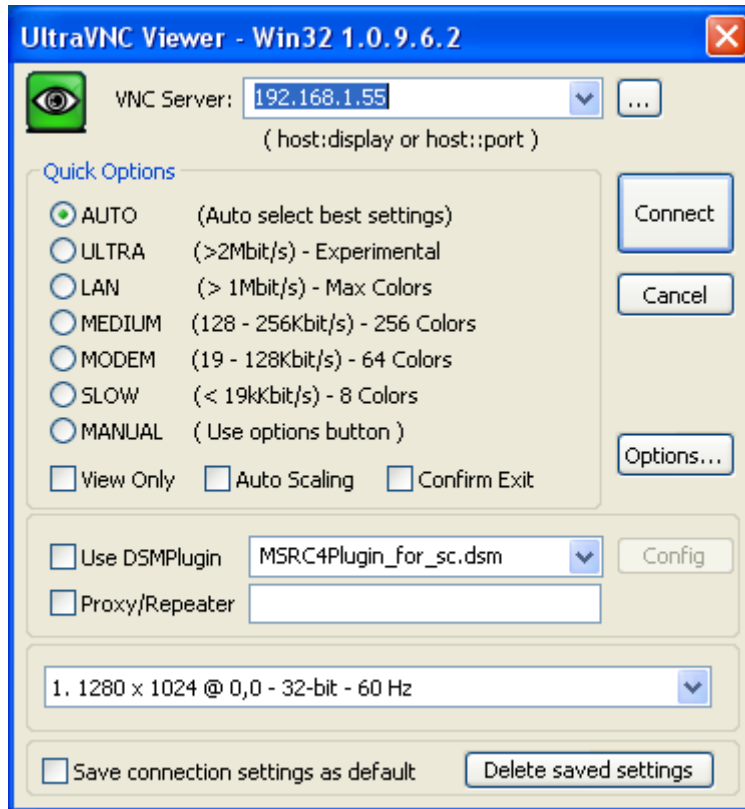 UltraVNC Viewer - Win32 1.0.9.6.2
VNC Server: 192.168.1.55 ...
( host:display or host::port )
Quick Options
AUTO (Auto select best settings)
Connect
ULTRA (>2Mbit/s) - Experimental
LAN (> 1Mbit/s) - Max Colors
Cancel
MEDIUM (128 - 256Kbit/s) - 256 Colors
MODEM (19 - 128Kbit/s) - 64 Colors
SLOW (< 19kKbit/s) - 8 Colors
MANUAL ( Use options button )
Options...
View Only Auto Scaling Confirm Exit
Use DSMPlugin MSRC4Plugin_for_sc.dsm Config
Proxy/Repeater
1. 1280 x 1024 @ 0,0 - 32-bit - 60 Hz
Save connection settings as default Delete saved settings